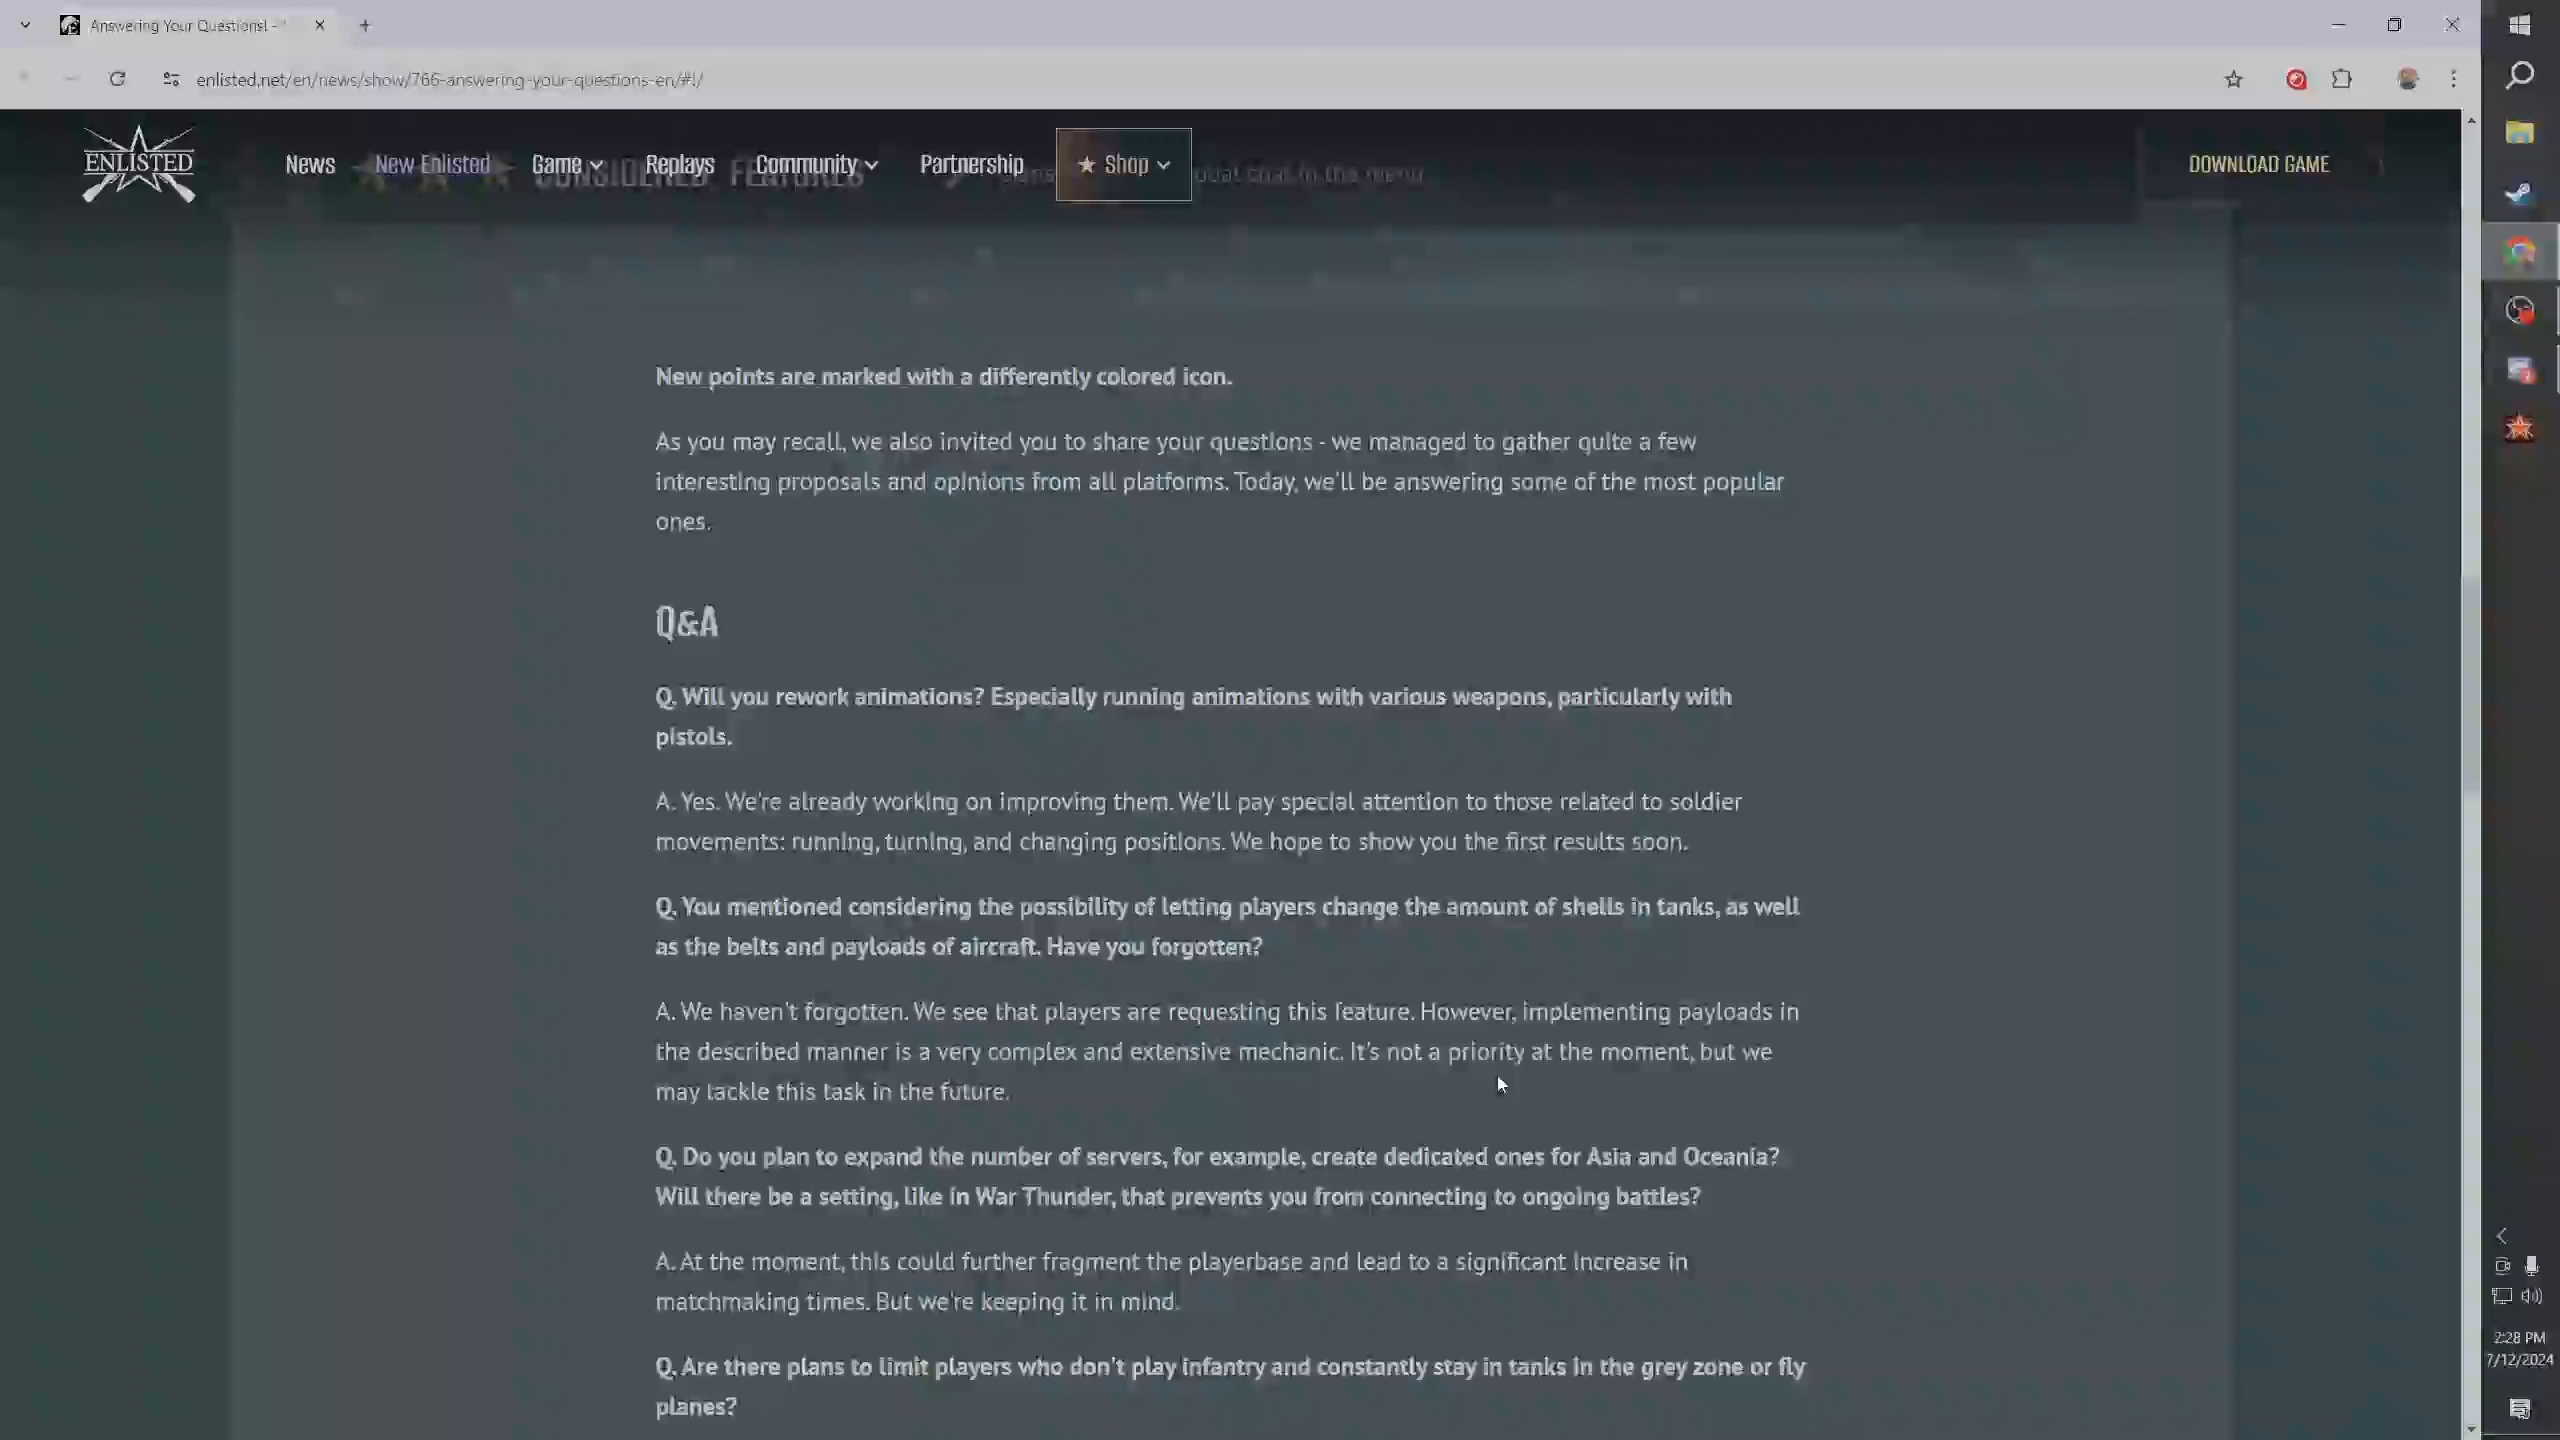 Answering Your Questions! -
enlisted.net/en/news/show/766-answering-your-questions-en/#!/
ENLISTED
News
New Enlisted
Game
Replays
Community
Partnership
★ Shop
DOWNLOAD GAME
CONSIDERED FEATURES
chat in the menu
New points are marked with a differently colored icon.
As you may recall, we also invited you to share your questions - we managed to gather quite a few
interesting proposals and opinions from all platforms. Today, we'll be answering some of the most popular
ones.
Q&A
Q. Will you rework animations? Especially running animations with various weapons, particularly with
pistols.
A. Yes. We're already working on improving them. We'll pay special attention to those related to soldier
movements: running, turning, and changing positions. We hope to show you the first results soon.
Q. You mentioned considering the possibility of letting players change the amount of shells in tanks, as well
as the belts and payloads of aircraft. Have you forgotten?
A. We haven't forgotten. We see that players are requesting this feature. However, implementing payloads in
the described manner is a very complex and extensive mechanic. It's not a priority at the moment, but we
may tackle this task in the future.
Q. Do you plan to expand the number of servers, for example, create dedicated ones for Asia and Oceania?
Will there be a setting, like in War Thunder, that prevents you from connecting to ongoing battles?
A. At the moment, this could further fragment the playerbase and lead to a significant increase in
matchmaking times. But we're keeping it in mind.
Q. Are there plans to limit players who don't play infantry and constantly stay in tanks in the grey zone or fly
planes?
2:28 PM
7/12/2024